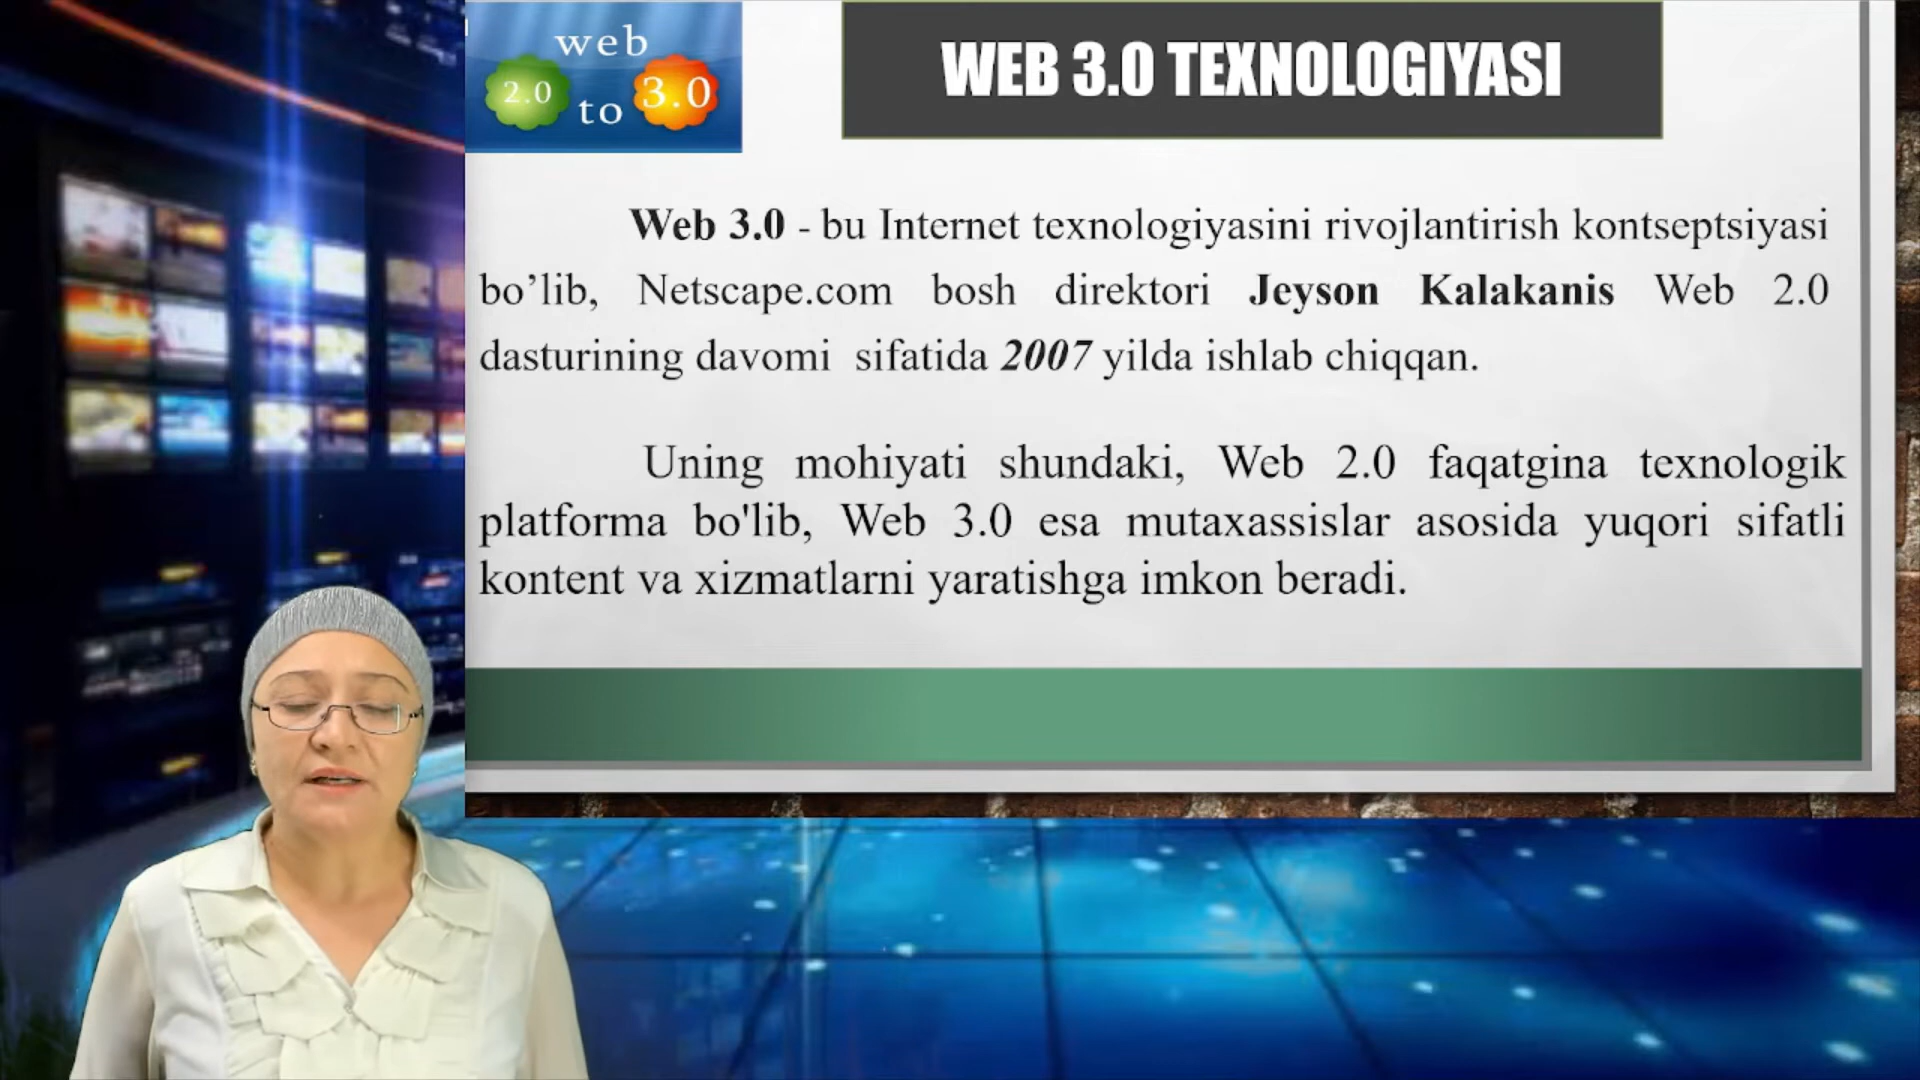 web
2.0 to 3.0
WEB 3.0 TEXNOLOGIYASI
Web 3.0 - bu Internet texnologiyasini rivojlantirish kontseptsiyasi
bo’lib, Netscape.com bosh direktori Jeyson Kalakanis Web 2.0
dasturining davomi sifatida 2007 yilda ishlab chiqqan.
Uning mohiyati shundaki, Web 2.0 faqatgina texnologik
platforma bo'lib, Web 3.0 esa mutaxassislar asosida yuqori sifatli
kontent va xizmatlarni yaratishga imkon beradi.